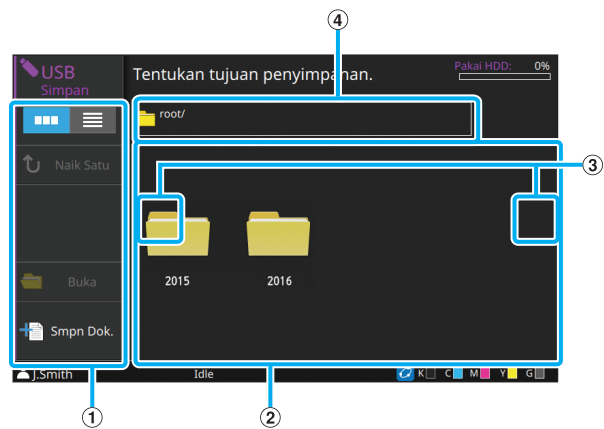 ④
USB
Simpan
Tentukan tujuan penyimpanan.
Pakai HDD: 0%
root/
③
Naik Satu
2015
2016
Buka
Smpn Dok.
J.Smith
Idle
K C M Y G
①
②